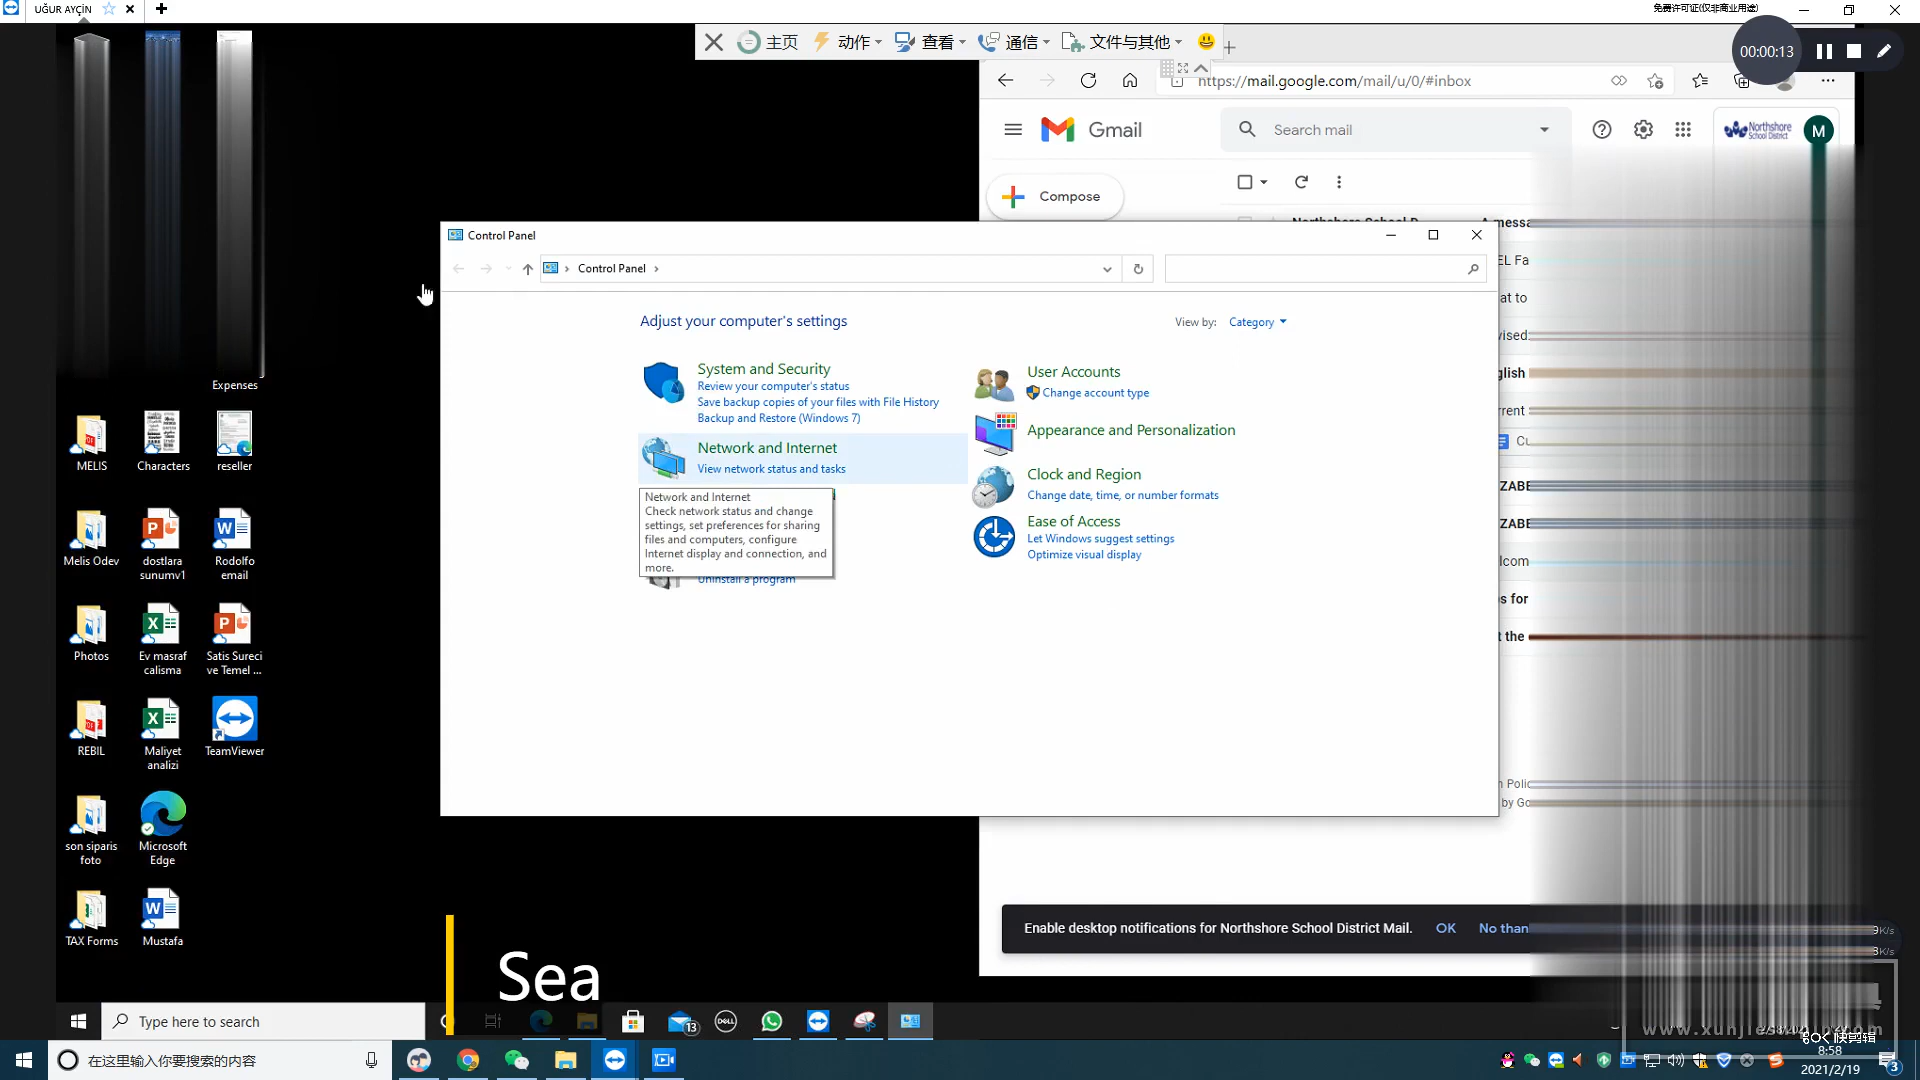 UĞUR AYÇİN
免费许可证(仅非商业用途)
主页
动作
查看
通信
文件与其他
00:00:13
https://mail.google.com/mail/u/0/#inbox
Gmail
Search mail
Northshore
School District
M
Compose
Control Panel
Control Panel
Adjust your computer's settings
View by:
Category
System and Security
Review your computer's status
Save backup copies of your files with File History
Backup and Restore (Windows 7)
Network and Internet
View network status and tasks
Network and Internet
Check network status and change
settings, set preferences for sharing
files and computers, configure
Internet display and connection, and
more.
Uninstall a program
User Accounts
Change account type
Appearance and Personalization
Clock and Region
Change date, time, or number formats
Ease of Access
Let Windows suggest settings
Optimize visual display
Expenses
MELIS
Characters
reseller
Melis Odev
dostlara
sunumv1
Rodolfo
email
Photos
Ev masraf
calisma
Satis Sureci
ve Temel ...
REBIL
Maliyet
analizi
TeamViewer
son siparis
foto
Microsoft
Edge
TAX Forms
Mustafa
Enable desktop notifications for Northshore School District Mail.
OK
Sea
Type here to search
DELL
13
在这里输入你要搜索的内容
快剪辑
8:58
2021/2/19
3